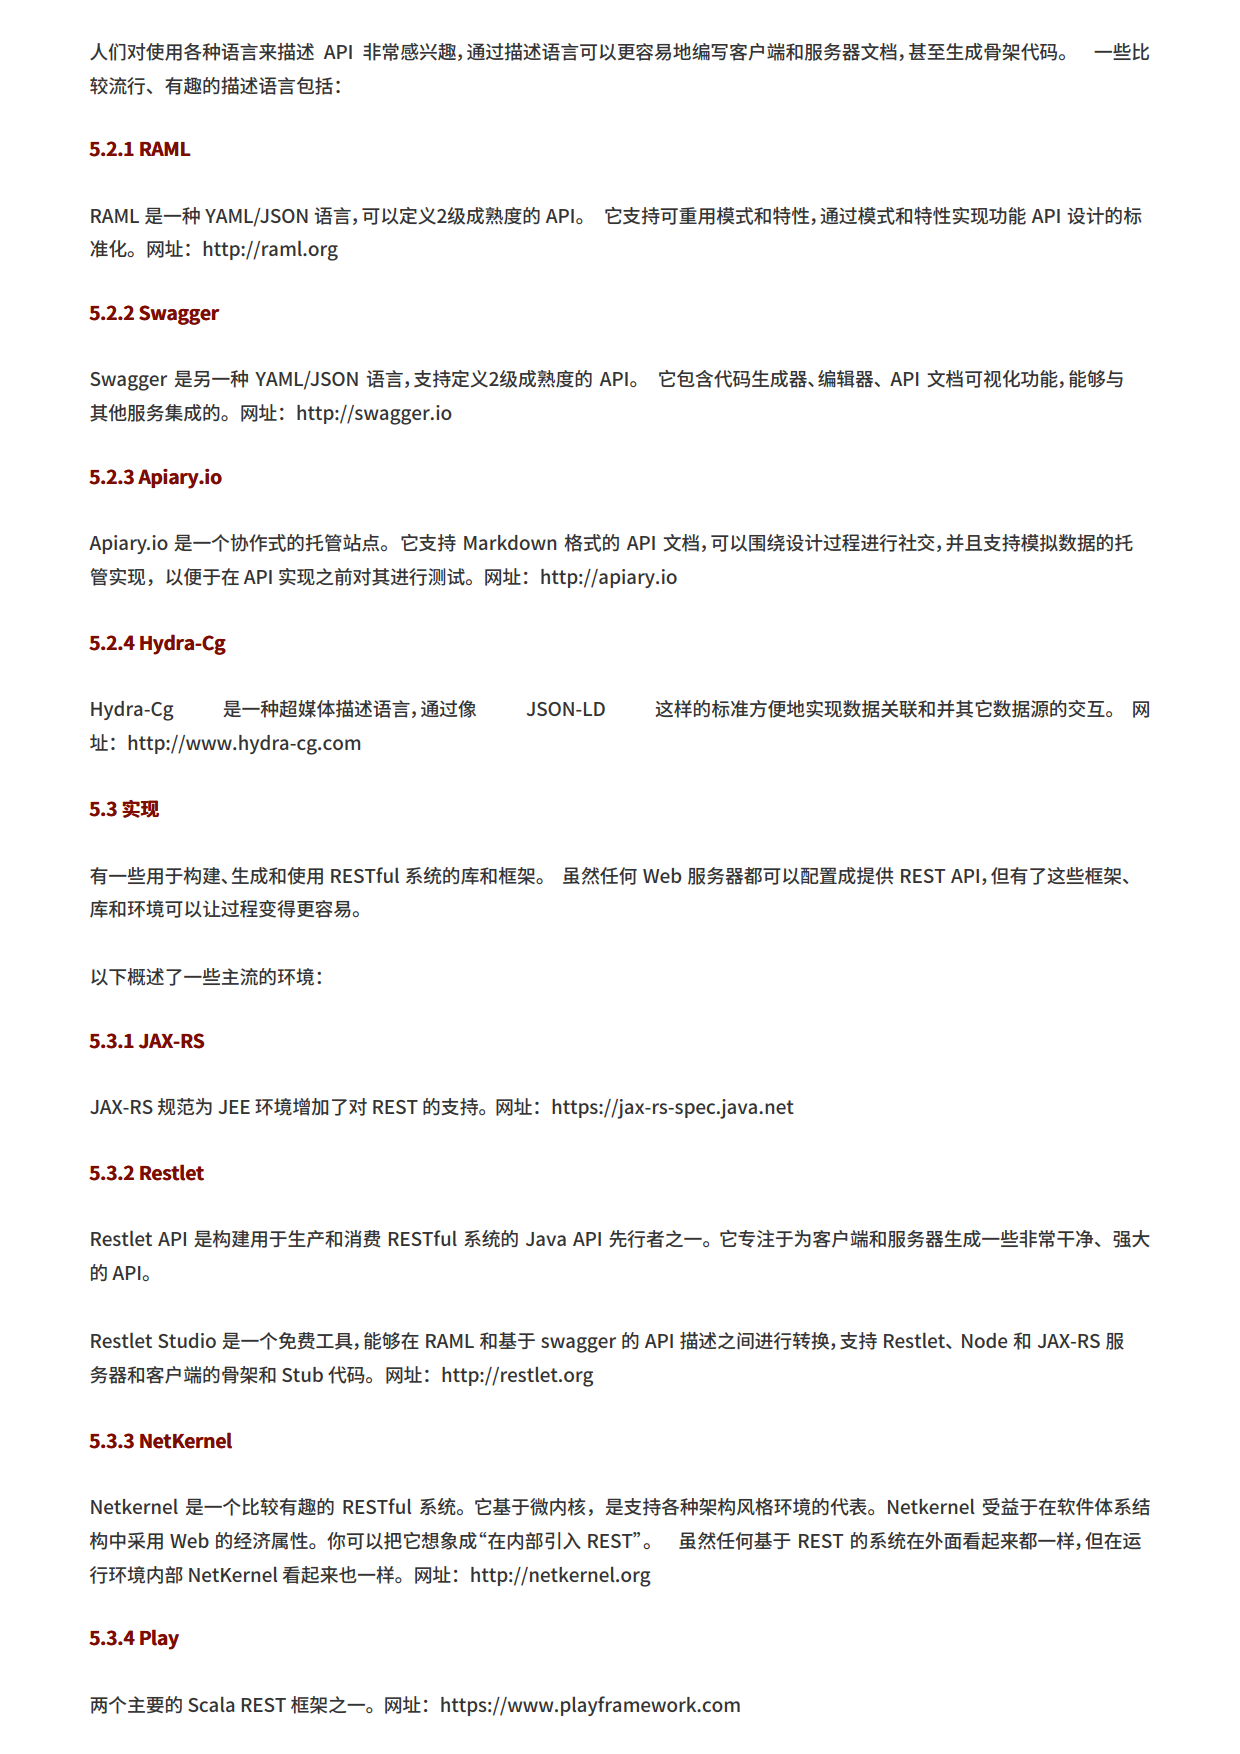 人们对使用各种语言来描述 API 非常感兴趣，通过描述语言可以更容易地编写客户端和服务器文档，甚至生成骨架代码。 一些比
较流行、有趣的描述语言包括：
5.2.1 RAML
RAML 是一种 YAML/JSON 语言，可以定义2级成熟度的 API。 它支持可重用模式和特性，通过模式和特性实现功能 API 设计的标
准化。网址：http://raml.org
5.2.2 Swagger
Swagger 是另一种 YAML/JSON 语言，支持定义2级成熟度的 API。 它包含代码生成器、编辑器、API 文档可视化功能，能够与
其他服务集成的。网址：http://swagger.io
5.2.3 Apiary.io
Apiary.io 是一个协作式的托管站点。它支持 Markdown 格式的 API 文档，可以围绕设计过程进行社交，并且支持模拟数据的托
管实现，以便于在 API 实现之前对其进行测试。网址：http://apiary.io
5.2.4 Hydra-Cg
Hydra-Cg 是一种超媒体描述语言，通过像 JSON-LD 这样的标准方便地实现数据关联和并其它数据源的交互。 网
址：http://www.hydra-cg.com
5.3 实现
有一些用于构建、生成和使用 RESTful 系统的库和框架。 虽然任何 Web 服务器都可以配置成提供 REST API，但有了这些框架、
库和环境可以让过程变得更容易。
以下概述了一些主流的环境：
5.3.1 JAX-RS
JAX-RS 规范为 JEE 环境增加了对 REST 的支持。网址：https://jax-rs-spec.java.net
5.3.2 Restlet
Restlet API 是构建用于生产和消费 RESTful 系统的 Java API 先行者之一。它专注于为客户端和服务器生成一些非常干净、强大
的 API。
Restlet Studio 是一个免费工具，能够在 RAML 和基于 swagger 的 API 描述之间进行转换，支持 Restlet、Node 和 JAX-RS 服
务器和客户端的骨架和 Stub 代码。网址：http://restlet.org
5.3.3 NetKernel
Netkernel 是一个比较有趣的 RESTful 系统。它基于微内核，是支持各种架构风格环境的代表。Netkernel 受益于在软件体系结
构中采用 Web 的经济属性。你可以把它想象成“在内部引入 REST”。 虽然任何基于 REST 的系统在外面看起来都一样，但在运
行环境内部 NetKernel 看起来也一样。网址：http://netkernel.org
5.3.4 Play
两个主要的 Scala REST 框架之一。网址：https://www.playframework.com